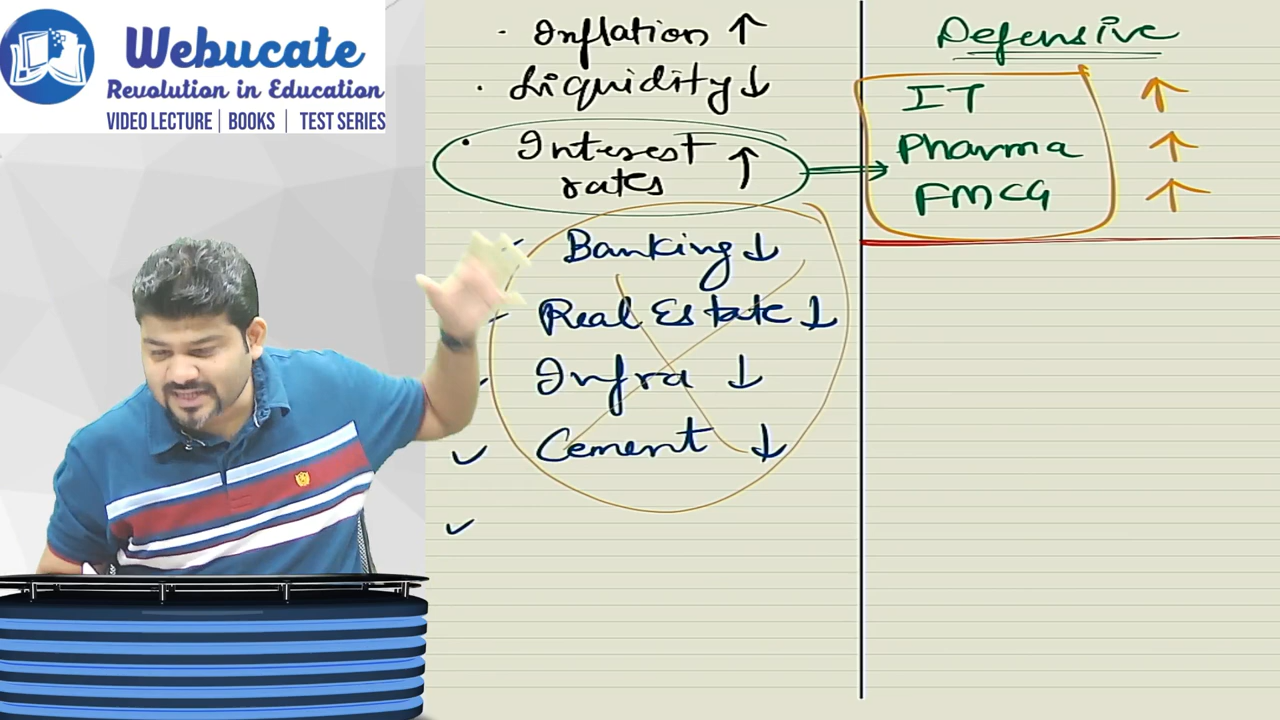 Webucate
Revolution in Education
VIDEO LECTURE | BOOKS | TEST SERIES
· Inflation ↑
· Liquidity ↓
· Interest rates ↑
Banking ↓
Real Estate ↓
Infra ↓
✓ Cement ↓
✓
Defensive
IT ↑
Pharma ↑
FMCG ↑